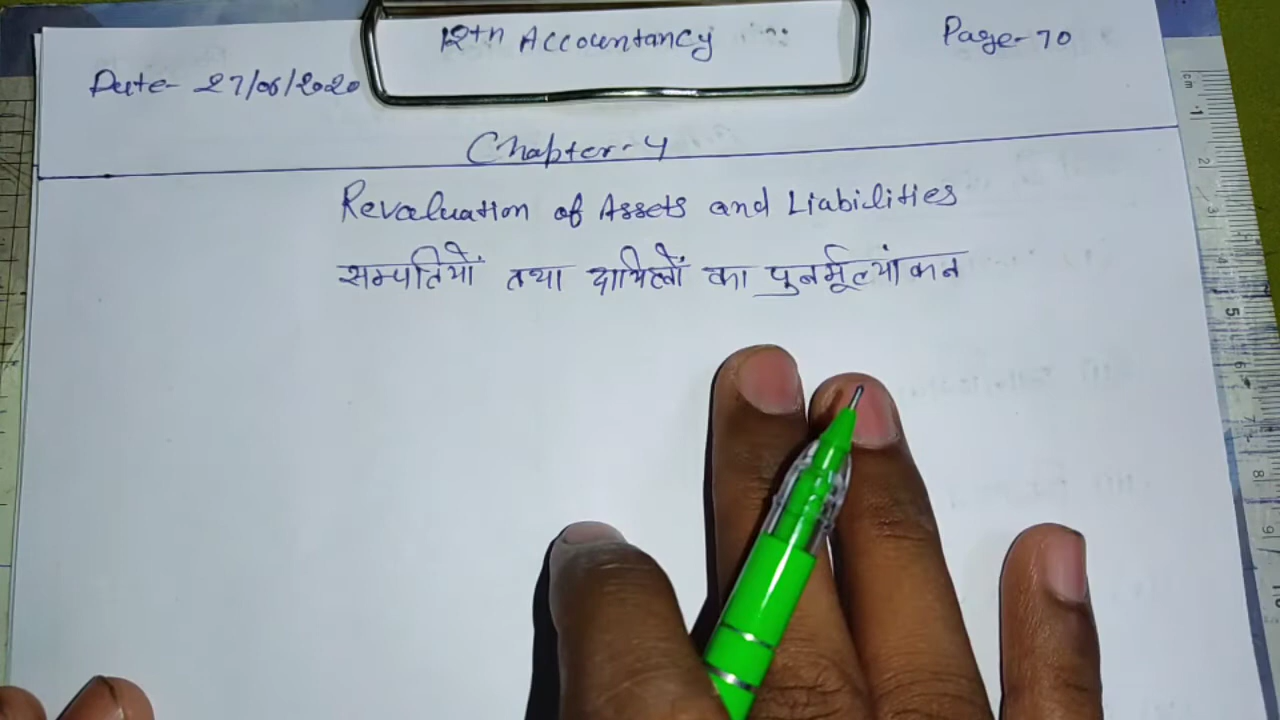 12th Accountancy
Page-70
Date- 27/06/2020
Chapter-4
Revaluation of Assets and Liabilities
सम्पतियों तथा दायित्वों का पुनर्मूल्यांकन